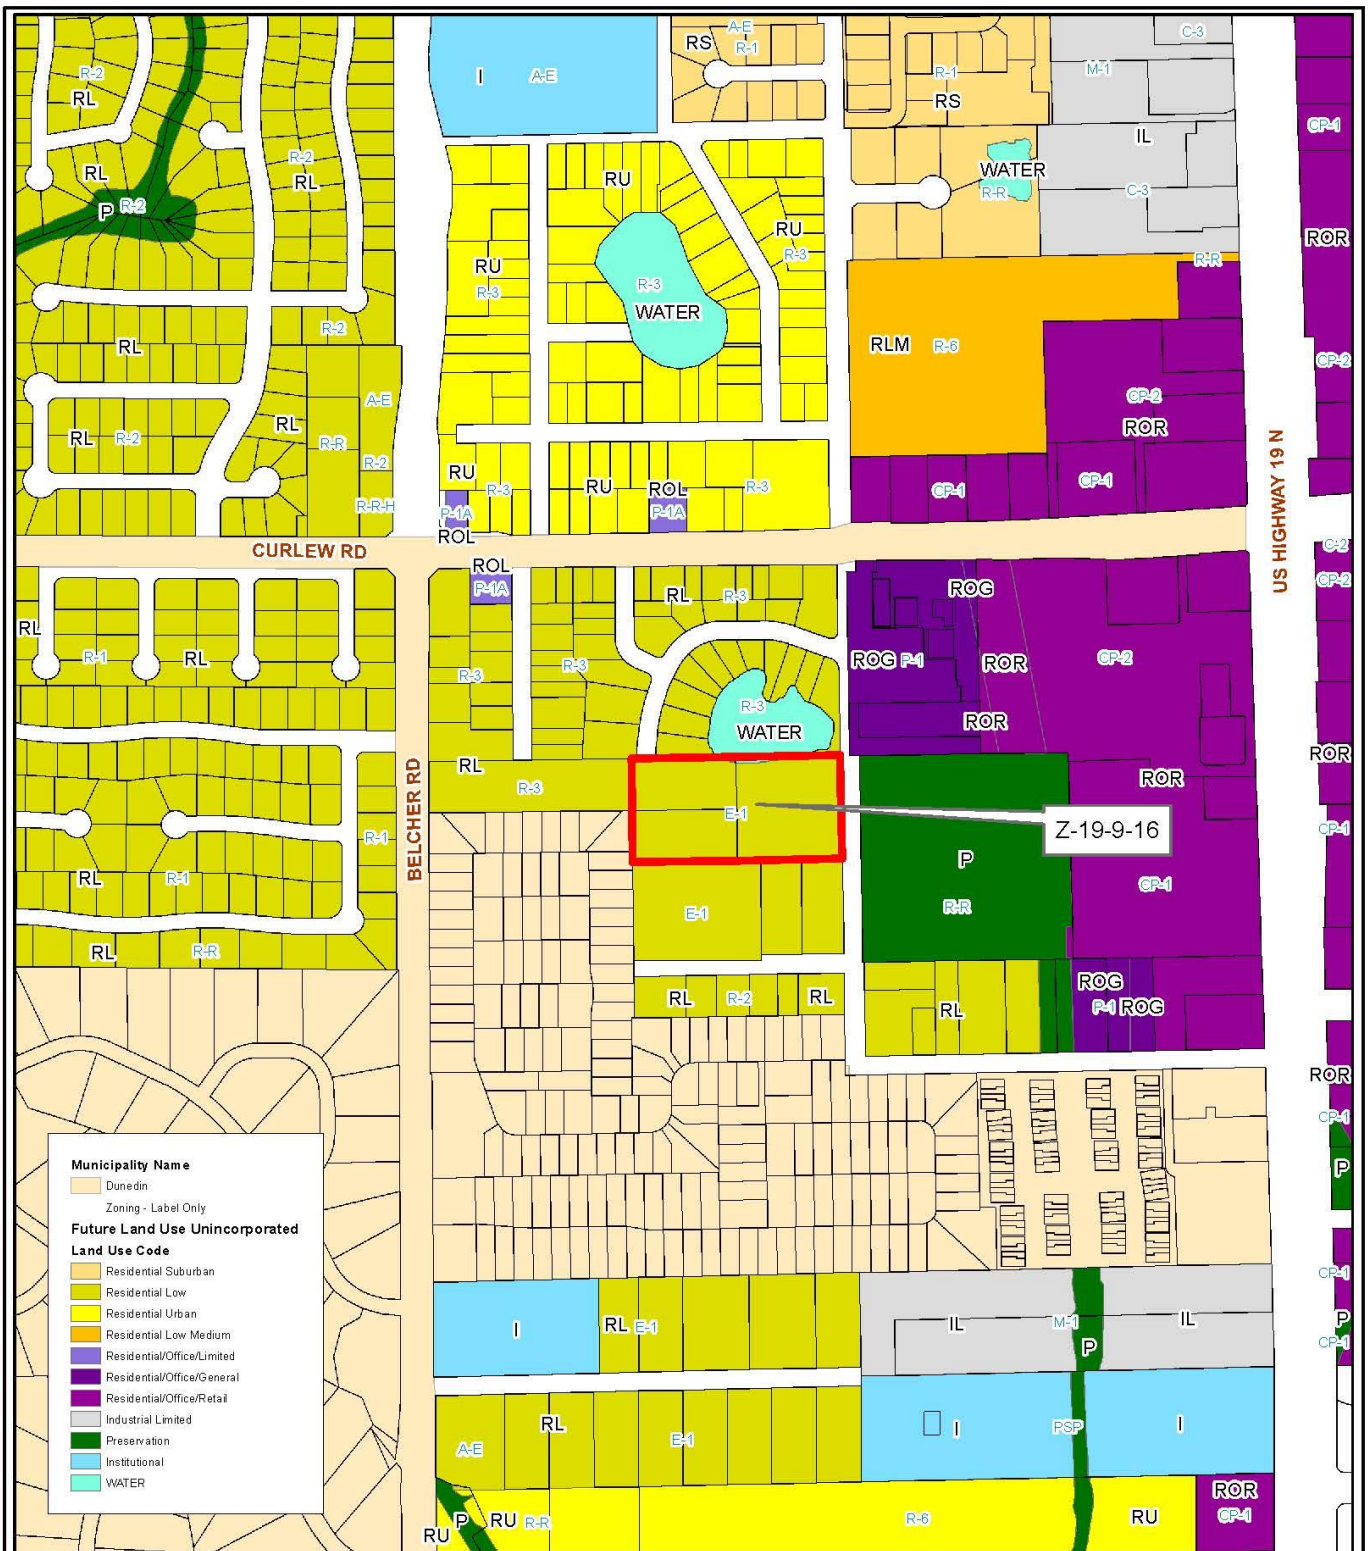 A-E
RS
R-1
C-3
R-2
I
A-E
R-1
M-1
RL
RS
CP-1
IL
R-2
RL
RL
RU
WATER
R-R
C-3
P
R-2
RU
ROR
R-3
R-R
RU
R-3
R-3
WATER
R-2
RL
RLM
R-6
CP-2
A-E
CP-2
RL
ROR
RL
R-2
R-R
R-2
RU
R-3
RU
ROL
R-3
CP-1
CP-1
R-R-H
P-1A
P-1A
ROL
US HIGHWAY 19 N
CURLEW RD
C-2
ROL
P-1A
CP-2
RL
R-3
ROG
RL
R-1
RL
R-3
R-3
ROG
P-1
ROR
CP-2
R-3
WATER
ROR
ROR
RL
R-3
ROR
BELCHER RD
E-1
Z-19-9-16
CP-1
R-1
RL
R-1
P
CP-1
R-R
E-1
RL
R-R
ROG
RL
R-2
RL
RL
P-1
ROG
ROR
CP-1
P
Municipality Name
Dunedin
Zoning - Label Only
Future Land Use Unincorporated
Land Use Code
Residential Suburban
Residential Low
Residential Urban
Residential Low Medium
Residential/Office/Limited
Residential/Office/General
Residential/Office/Retail
Industrial Limited
Preservation
Institutional
WATER
CP-1
I
RL
E-1
IL
M-1
IL
P
CP-1
P
RL
A-E
E-1
I
PSP
I
ROR
RU
P
RU
R-R
R-6
RU
CP-1